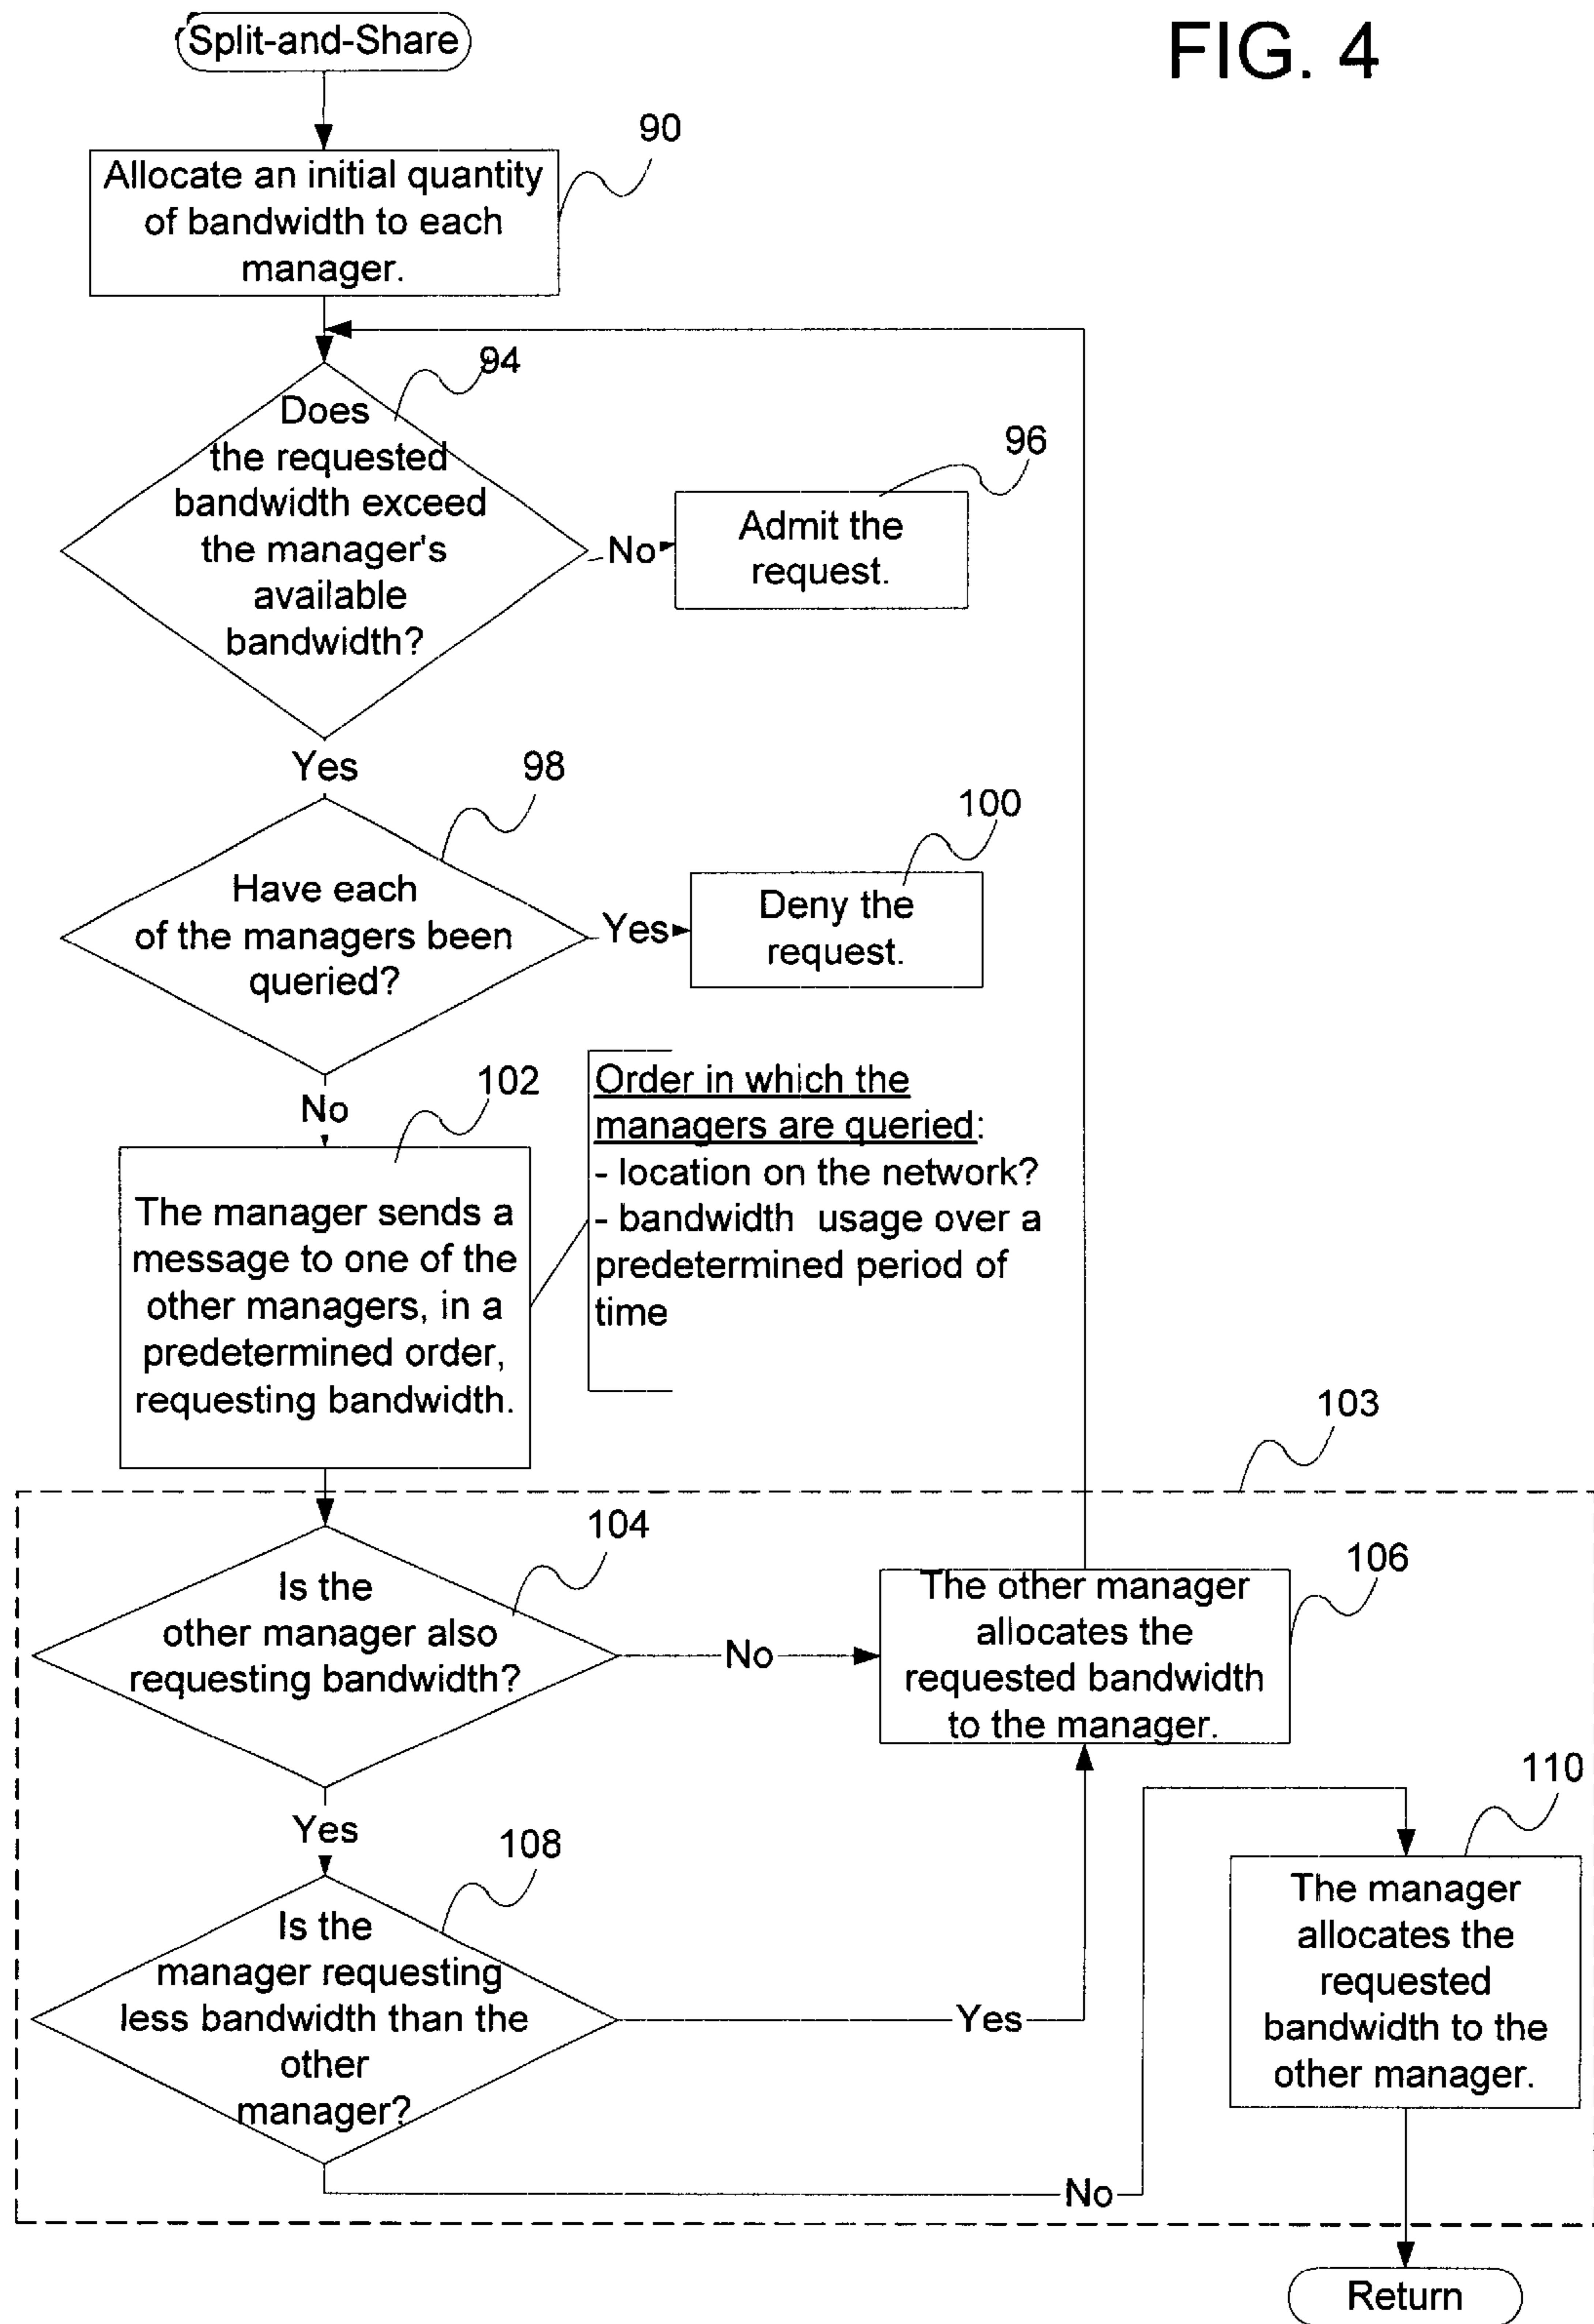 FIG. 4
Split-and-Share
90
Allocate an initial quantity
of bandwidth to each
manager.
94
Does
the requested
bandwidth exceed
the manager's
available
bandwidth?
No
96
Admit the
request.
Yes
98
Have each
of the managers been
queried?
Yes
100
Deny the
request.
No
102
The manager sends a
message to one of the
other managers, in a
predetermined order,
requesting bandwidth.
Order in which the
managers are queried:
- location on the network?
- bandwidth usage over a
predetermined period of
time
103
104
Is the
other manager also
requesting bandwidth?
No
106
The other manager
allocates the
requested bandwidth
to the manager.
Yes
108
Is the
manager requesting
less bandwidth than the
other
manager?
Yes
No
110
The manager
allocates the
requested
bandwidth to the
other manager.
Return